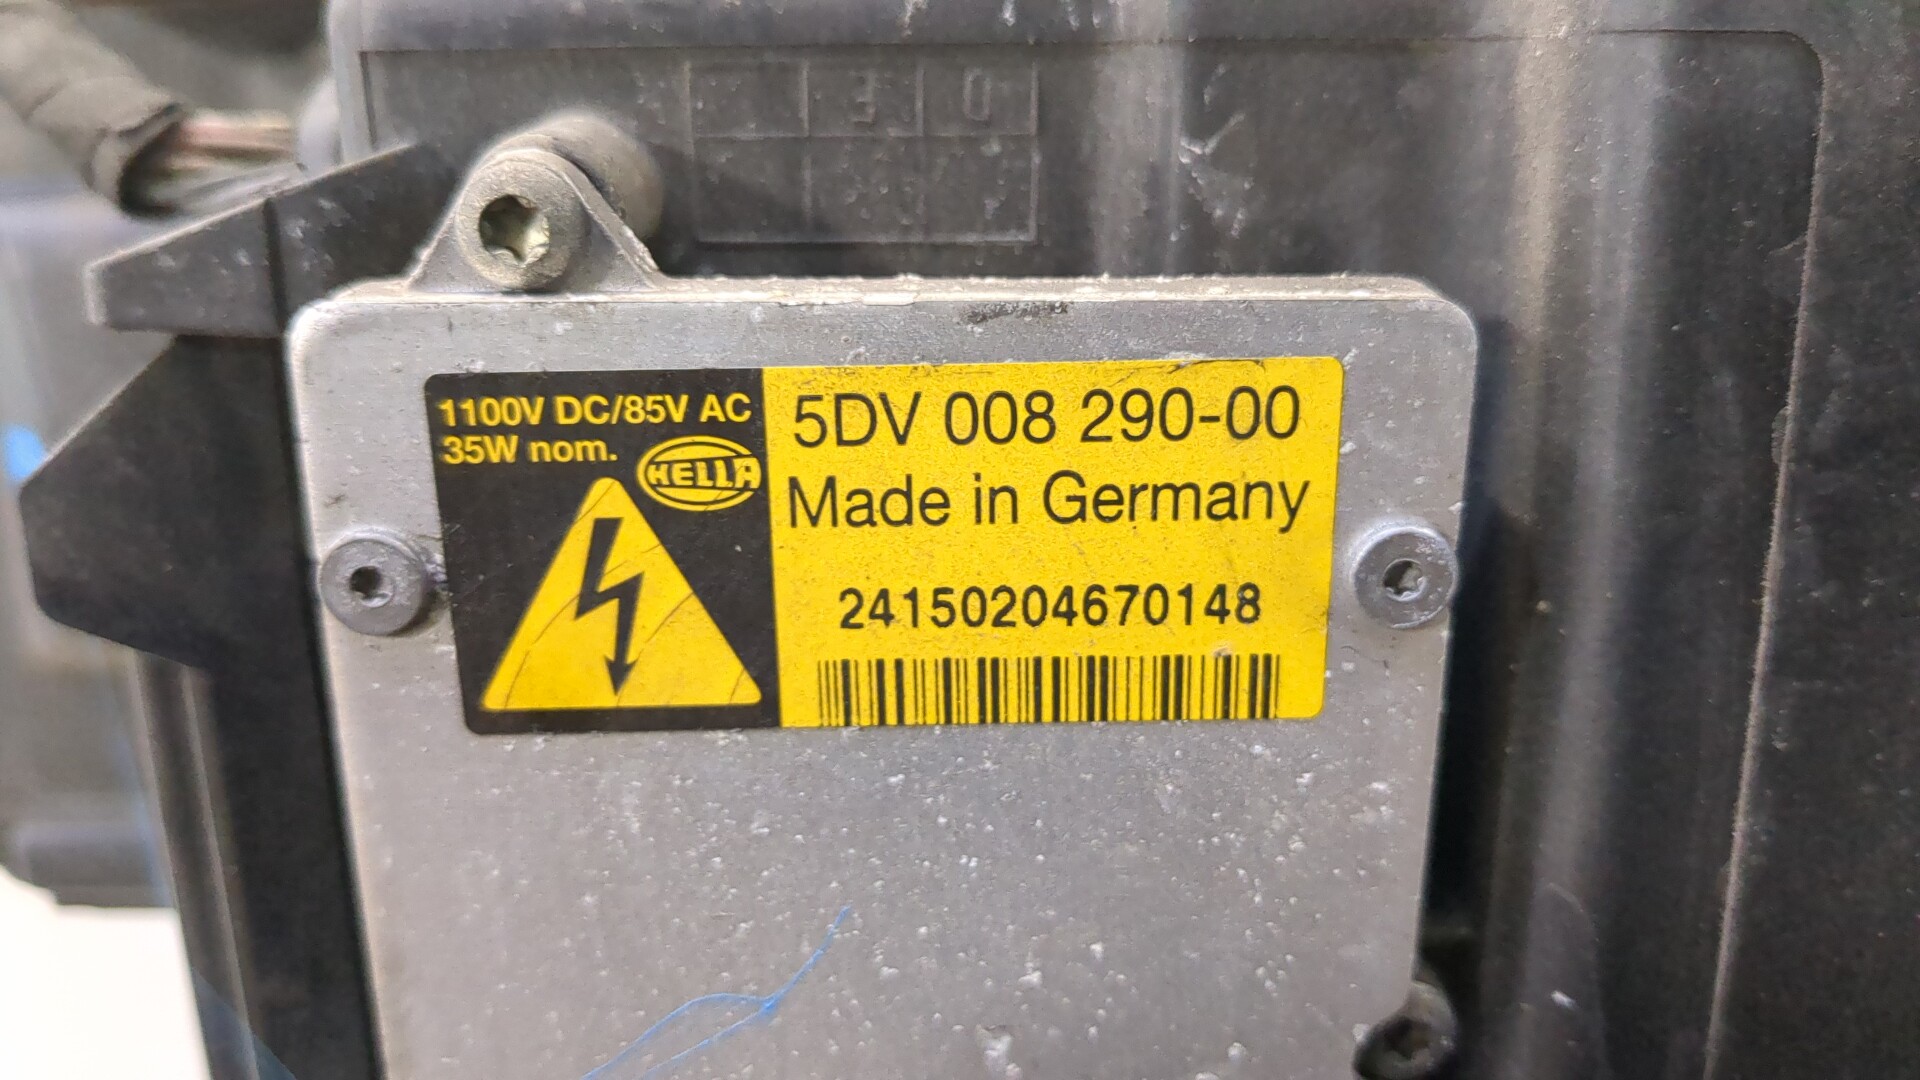 1100V DC/85V AC
35W nom.
HELLA
5DV 008 290-00
Made in Germany
24150204670148